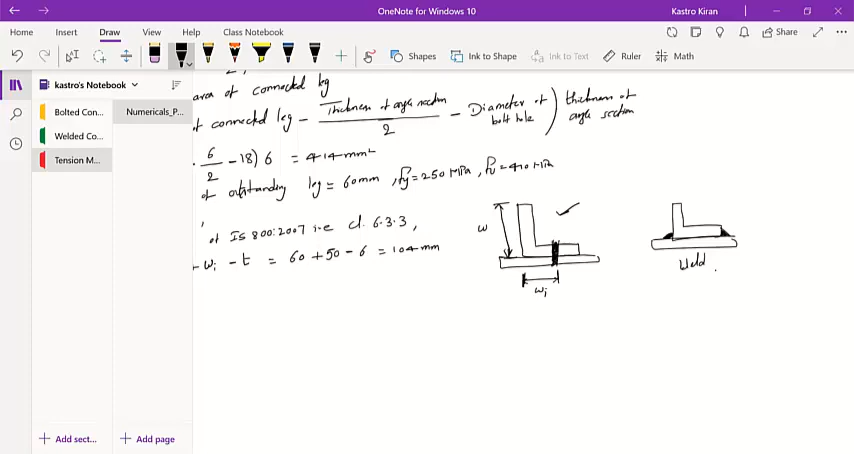 OneNote for Windows 10
Kastro Kiran
Home Insert Draw View Help Class Notebook
Share
Shapes Ink to Shape Ink to Text Ruler Math
kastro's Notebook
Bolted Con...
Welded Co...
Tension M...
Numericals_P...
area of connected leg
of connected leg - Thickness of angle section / 2 - Diameter of bolt hole ) thickness of angle section
6/2 - 18) 6 = 414 mm²
of outstanding leg = 60mm, fy = 250 MPa, fu = 410 MPa
of IS 800:2007 i.e cl. 6.3.3,
+ wi - t = 60 + 50 - 6 = 104 mm
w
wi
Weld
+ Add sect...
+ Add page